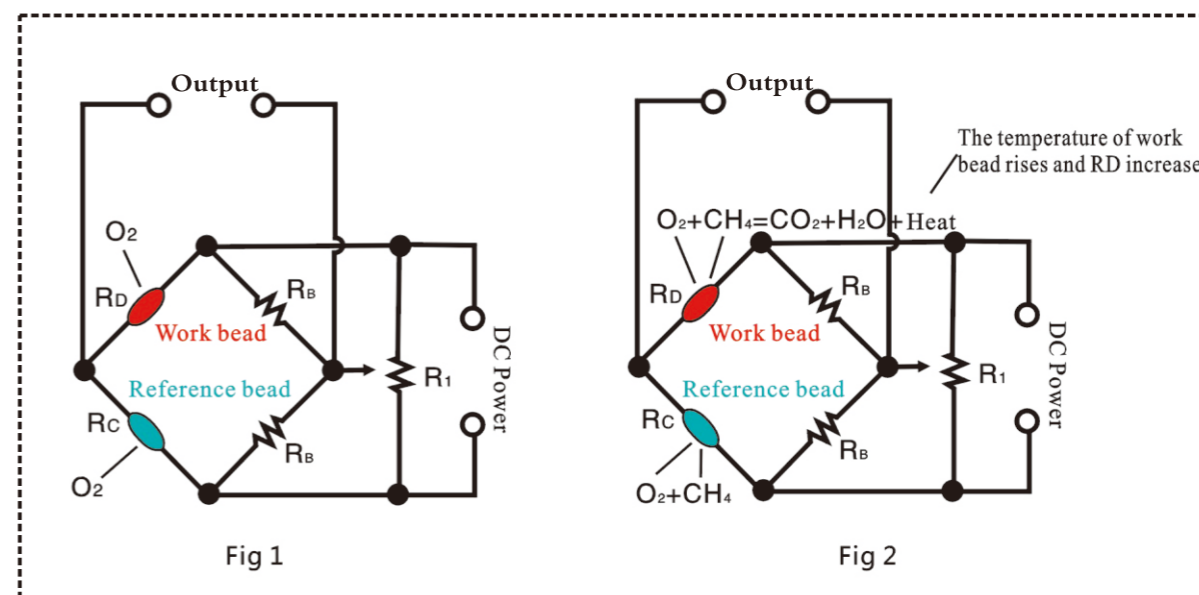 Output
O₂
RD
RB
Work bead
Reference bead
RC
RB
O₂
R1
DC Power
Fig 1
Output
The temperature of work
bead rises and RD increase
O₂+CH₄=CO₂+H₂O+Heat
RD
RB
Work bead
Reference bead
RC
RB
O₂+CH₄
R1
DC Power
Fig 2